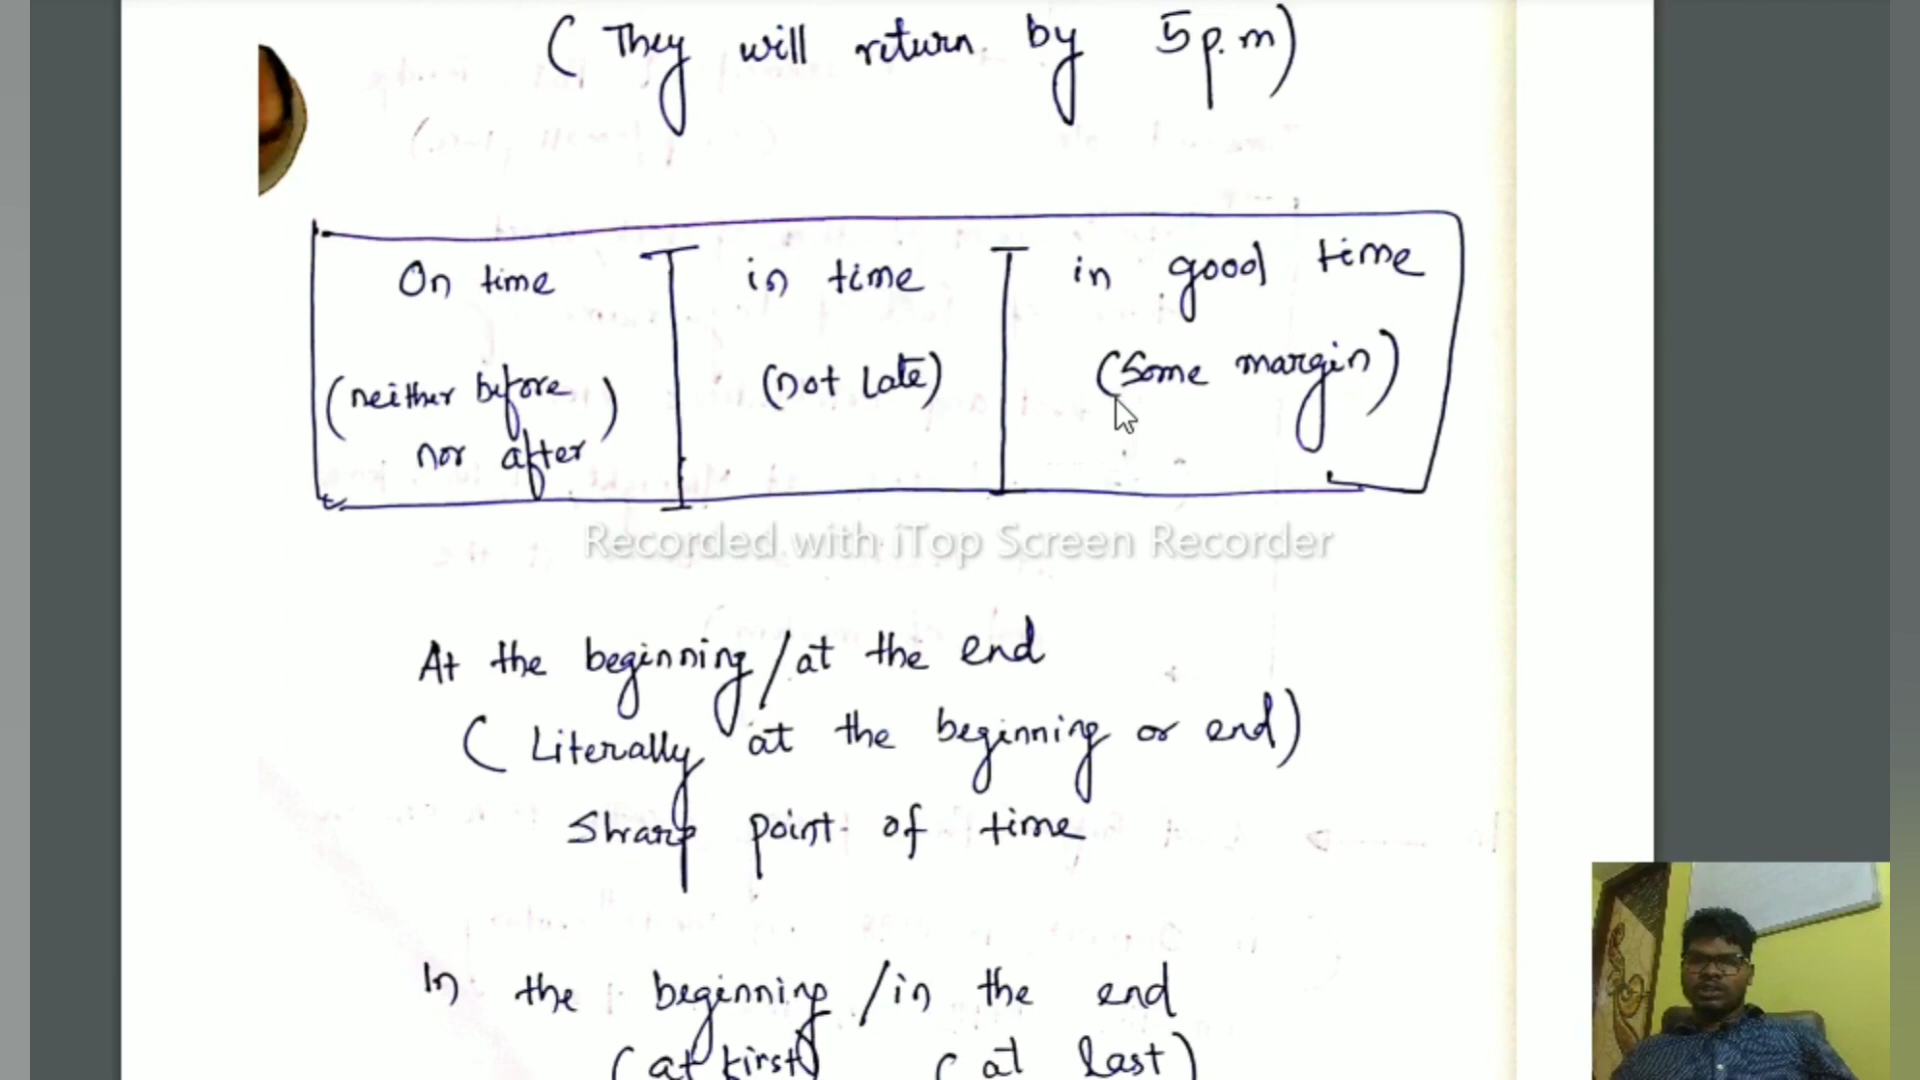 ( They will return by 5 p.m )
On time in time in good time
(neither before nor after) (not late) (Some margin)
Recorded with iTop Screen Recorder
At the beginning / at the end
( Literally at the beginning or end )
Sharp point of time
In the beginning / in the end
( at first ) ( at last )